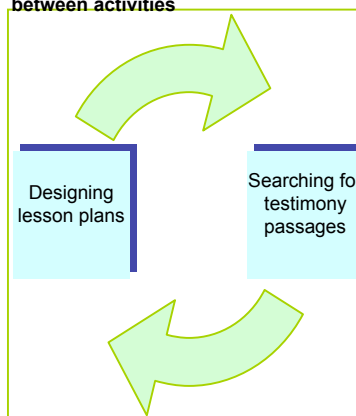 between activities
Designing
lesson plans
Searching fo
testimony
passages